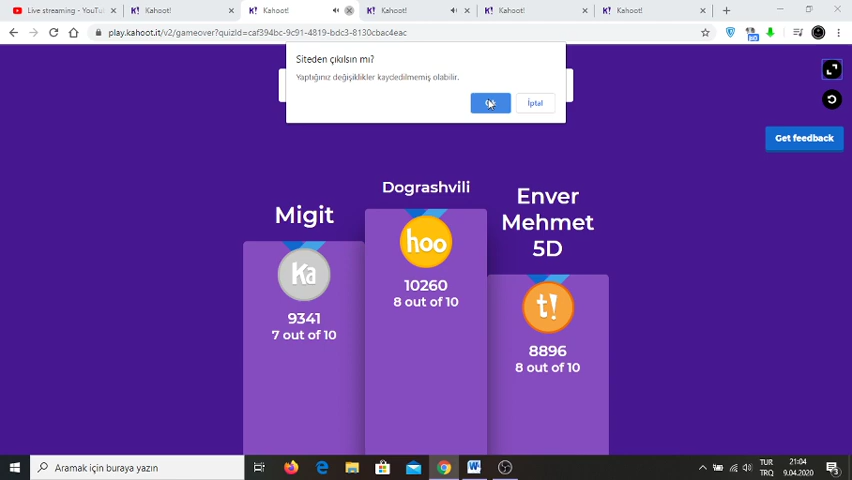 Live streaming - YouTu
Kahoot!
Kahoot!
Kahoot!
Kahoot!
Kahoot!
play.kahoot.it/v2/gameover?quizId=caf394bc-9c91-4819-bdc3-8130cbac4eac
Siteden çıkılsın mı?
Yaptığınız değişiklikler kaydedilmemiş olabilir.
İptal
Get feedback
Migit
Dograshvili
Enver
Mehmet
5D
Ka
9341
7 out of 10
hoo
10260
8 out of 10
t!
8896
8 out of 10
Aramak için buraya yazın
TUR
TRQ
21:04
9.04.2020
3